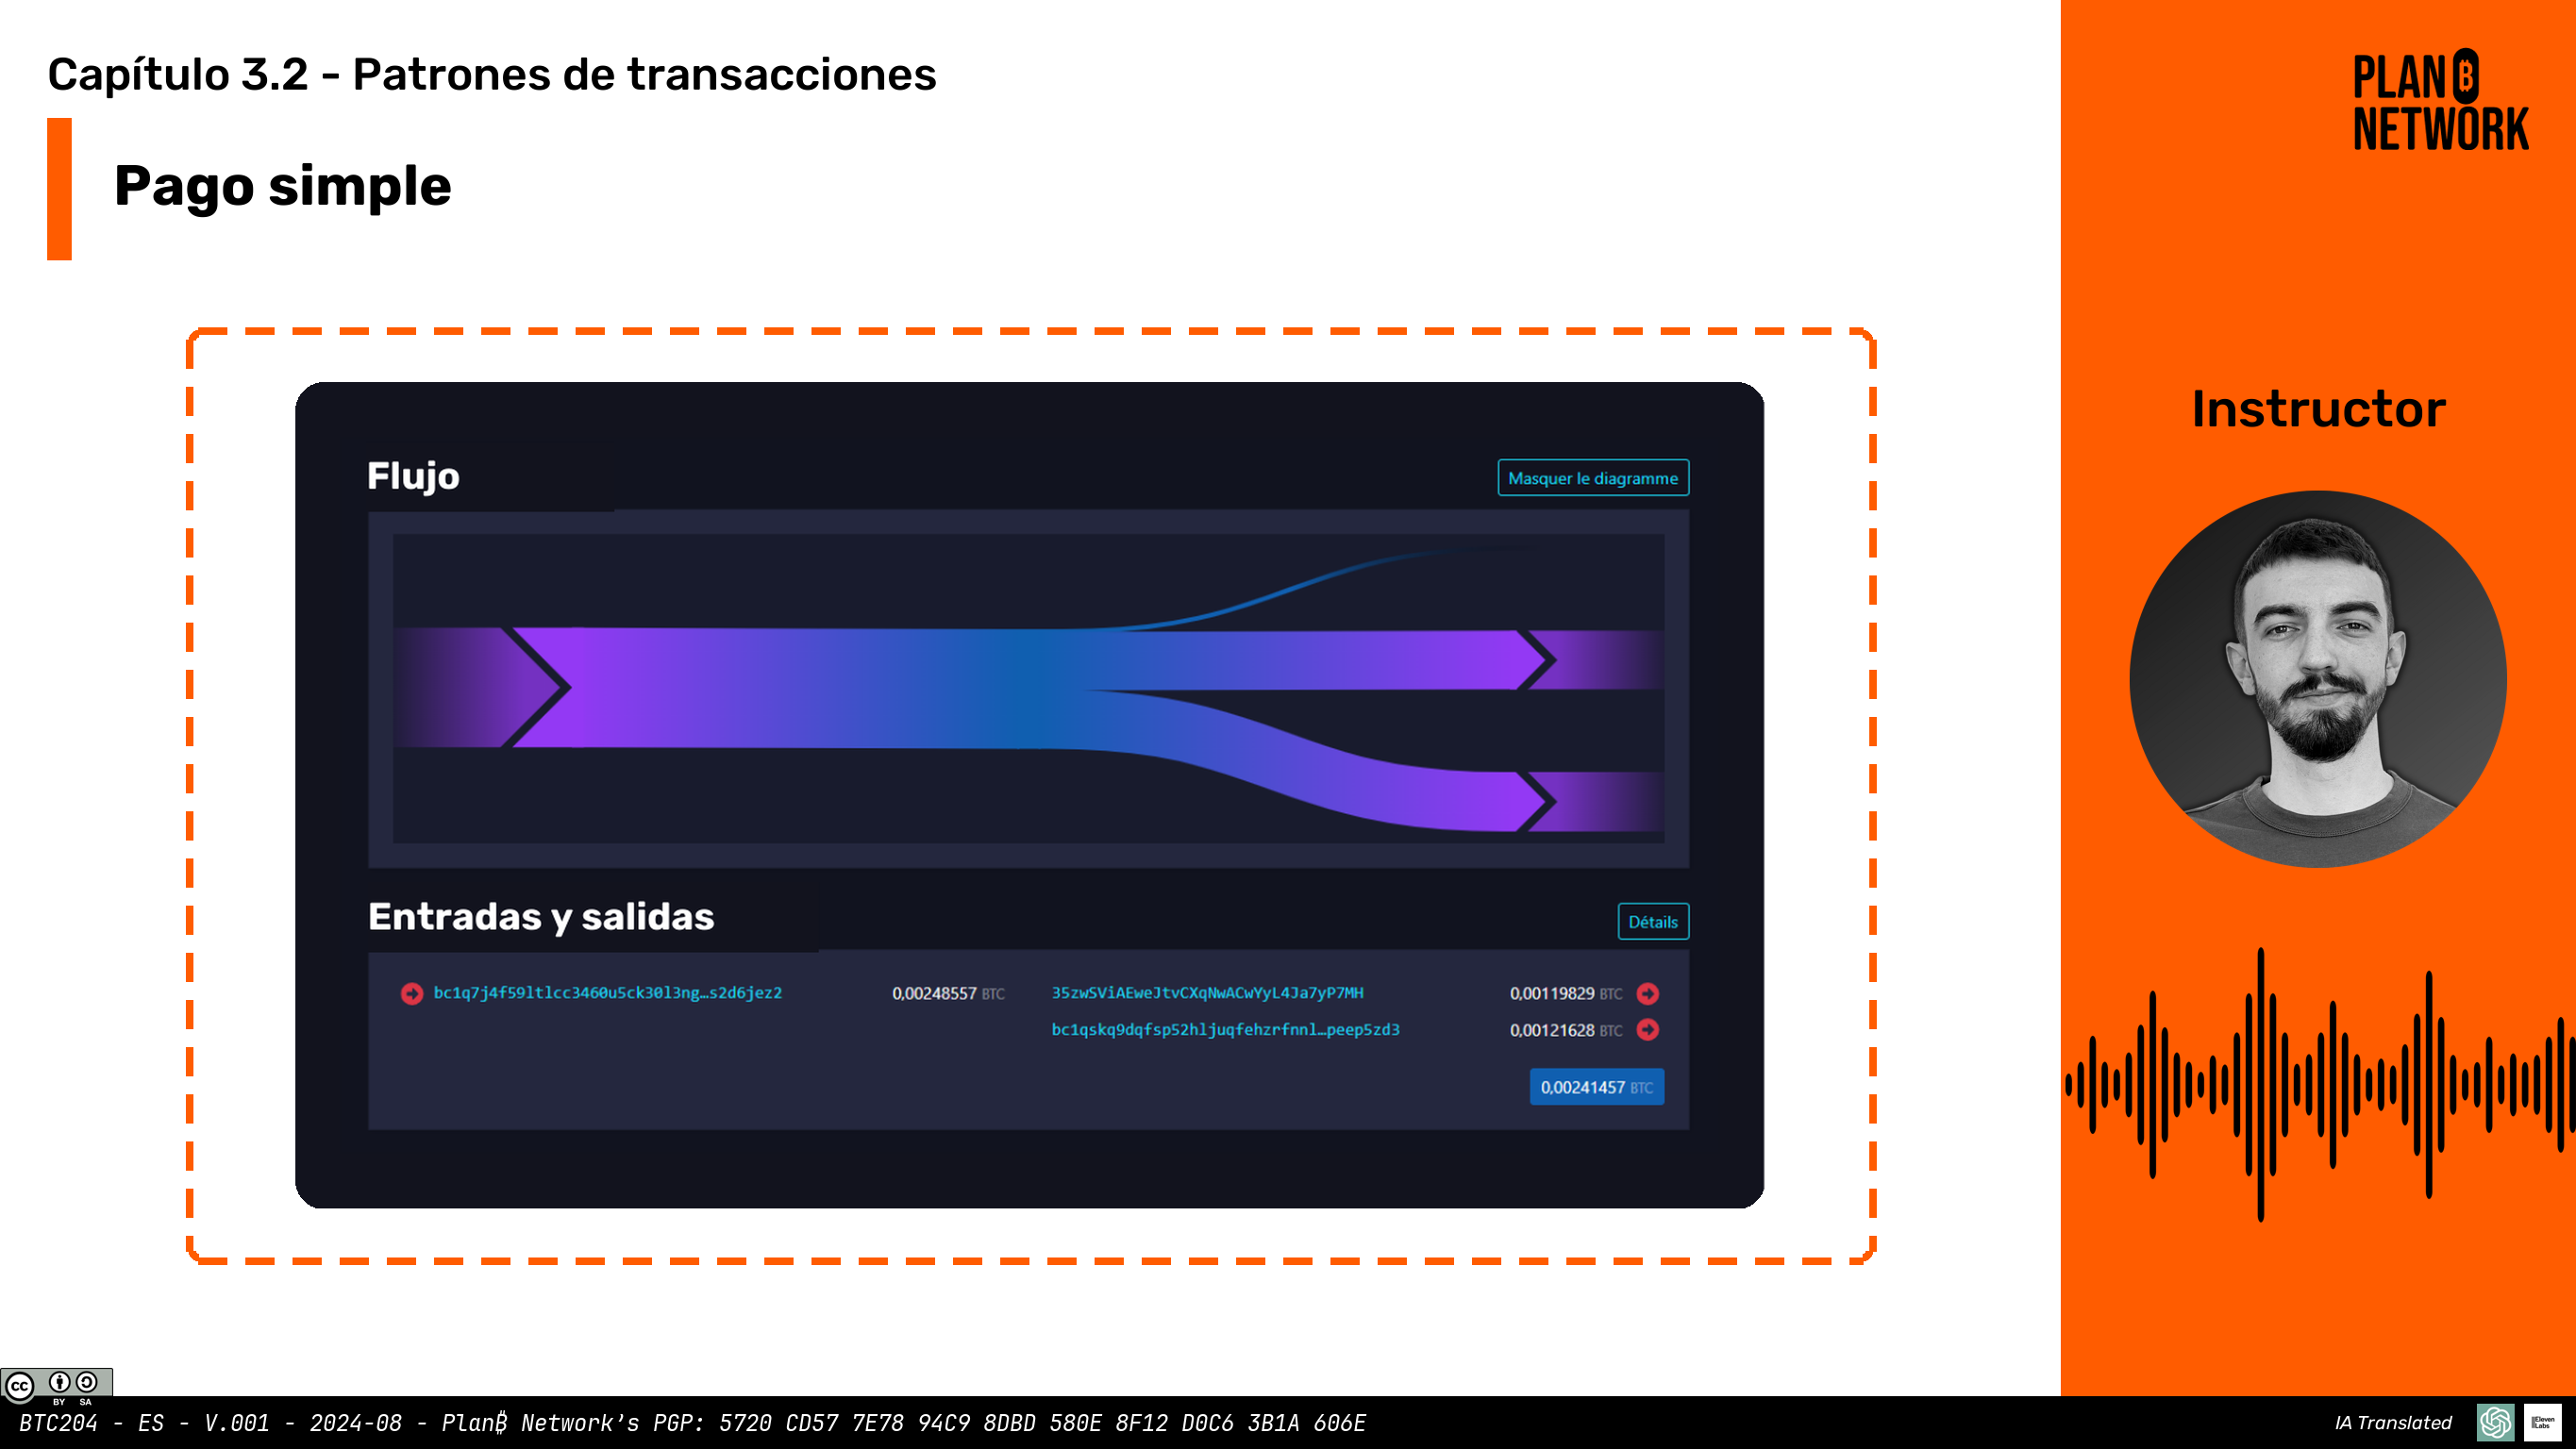 Capítulo 3.2 - Patrones de transacciones
Pago simple
PLAN ₿
NETWORK
Instructor
Flujo
Masquer le diagramme
Entradas y salidas
Détails
bc1q7j4f59ltlcc3460u5ck30l3ng…s2d6jez2 0,00248557 BTC
35zwSViAEweJtvCXqNwACwYyL4Ja7yP7MH 0,00119829 BTC
bc1qskq9dqfsp52hljuqfehzrfnnl…peep5zd3 0,00121628 BTC
0,00241457 BTC
cc BY SA
BTC204 - ES - V.001 - 2024-08 - Plan₿ Network's PGP: 5720 CD57 7E78 94C9 8DBD 580E 8F12 D0C6 3B1A 606E
IA Translated
ElevenLabs